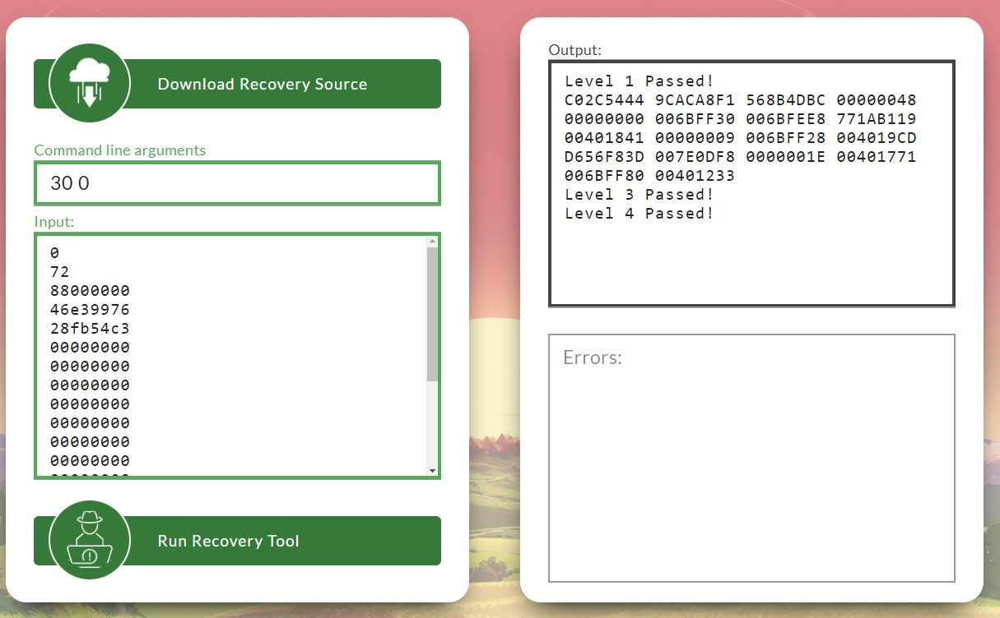 Download Recovery Source
Command line arguments
30 0
Input:
0
72
88000000
46e39976
28fb54c3
00000000
00000000
00000000
00000000
00000000
00000000
00000000
Run Recovery Tool
Output:
Level 1 Passed!
C02C5444 9CACA8F1 568B4DBC 00000048
00000000 006BFF30 006BFEE8 771AB119
00401841 00000009 006BFF28 004019CD
D656F83D 007E0DF8 0000001E 00401771
006BFF80 00401233
Level 3 Passed!
Level 4 Passed!
Errors: